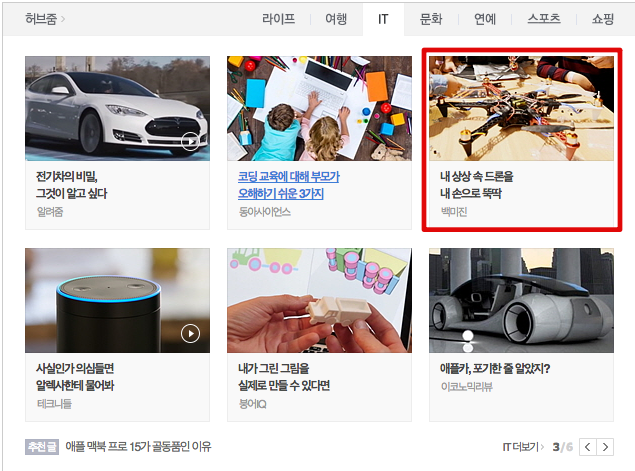 허브줌 >
라이프 여행 IT 문화 연예 스포츠 쇼핑
전기차의 비밀,
그것이 알고 싶다
알려줌
코딩 교육에 대해 부모가
오해하기 쉬운 3가지
동아사이언스
내 상상 속 드론을
내 손으로 뚝딱
백미진
사실인가 의심들면
알렉사한테 물어봐
테크니들
내가 그린 그림을
실제로 만들 수 있다면
붕어IQ
애플카, 포기한 줄 알았지?
이코노믹리뷰
추천글 애플 맥북 프로 15가 골동품인 이유
IT 더보기 > 3/6 < >